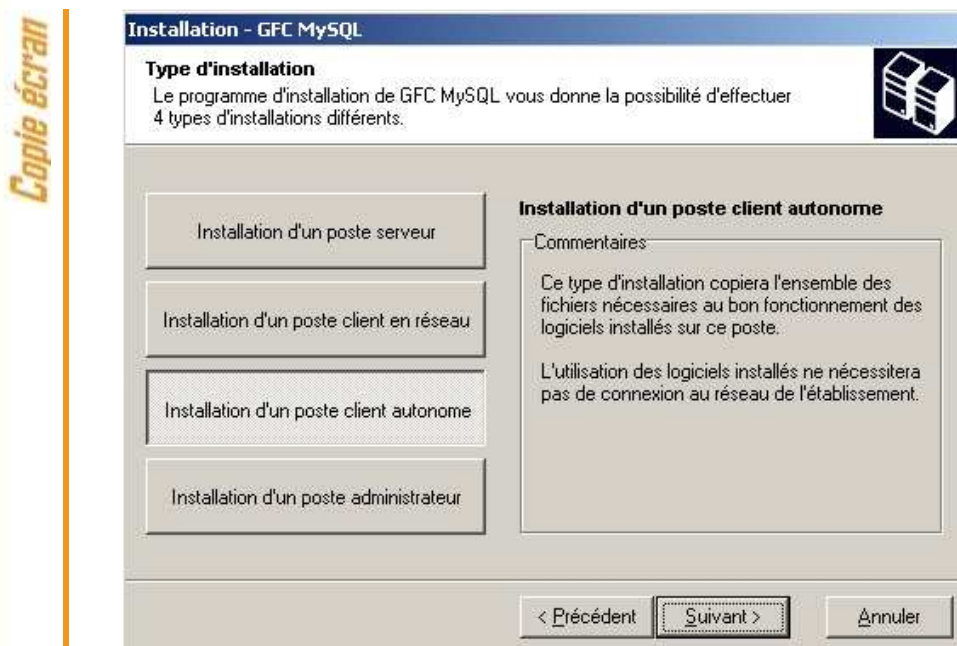 Copie écran
Installation - GFC MySQL
Type d'installation
Le programme d'installation de GFC MySQL vous donne la possibilité d'effectuer
4 types d'installations différents.
Installation d'un poste serveur
Installation d'un poste client en réseau
Installation d'un poste client autonome
Installation d'un poste administrateur
Installation d'un poste client autonome
Commentaires
Ce type d'installation copiera l'ensemble des
fichiers nécessaires au bon fonctionnement des
logiciels installés sur ce poste.
L'utilisation des logiciels installés ne nécessitera
pas de connexion au réseau de l'établissement.
< Précédent
Suivant >
Annuler